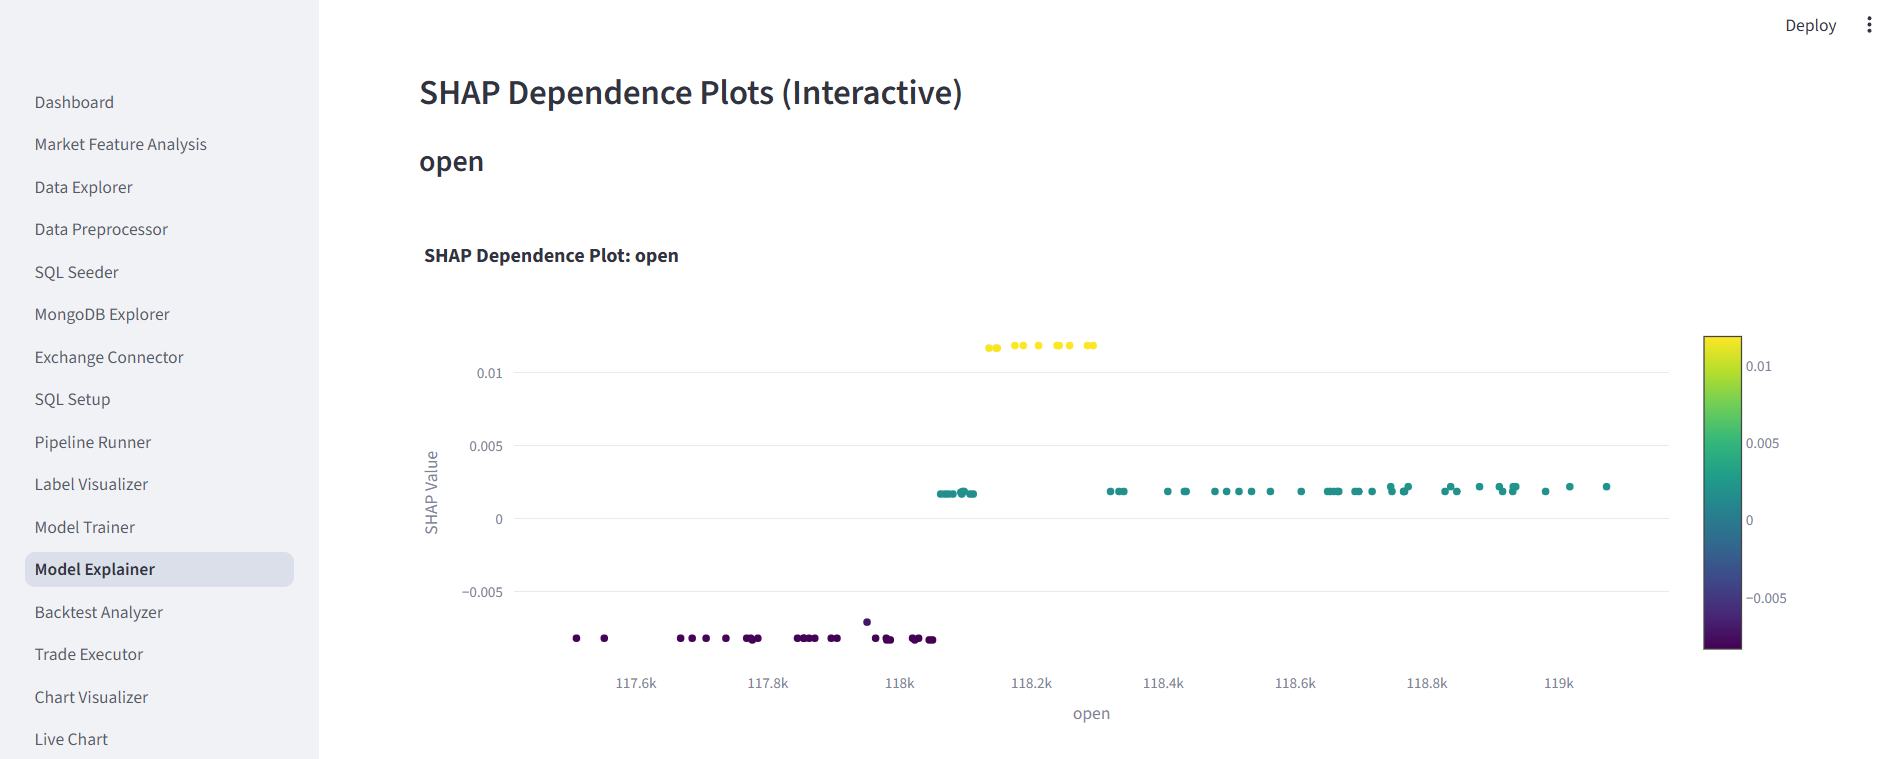 Deploy
Dashboard
Market Feature Analysis
Data Explorer
Data Preprocessor
SQL Seeder
MongoDB Explorer
Exchange Connector
SQL Setup
Pipeline Runner
Label Visualizer
Model Trainer
Model Explainer
Backtest Analyzer
Trade Executor
Chart Visualizer
Live Chart
SHAP Dependence Plots (Interactive)
open
SHAP Dependence Plot: open
SHAP Value
0.01
0.005
0
−0.005
117.6k 117.8k 118k 118.2k 118.4k 118.6k 118.8k 119k
open
0.01
0.005
0
−0.005